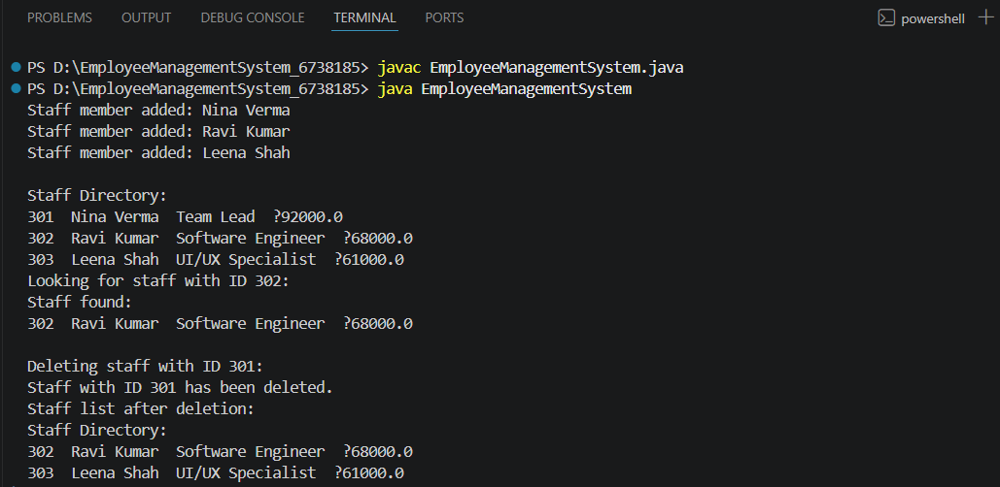 PROBLEMS OUTPUT DEBUG CONSOLE TERMINAL PORTS powershell
PS D:\EmployeeManagementSystem_6738185> javac EmployeeManagementSystem.java
PS D:\EmployeeManagementSystem_6738185> java EmployeeManagementSystem
Staff member added: Nina Verma
Staff member added: Ravi Kumar
Staff member added: Leena Shah
Staff Directory:
301  Nina Verma  Team Lead  ?92000.0
302  Ravi Kumar  Software Engineer  ?68000.0
303  Leena Shah  UI/UX Specialist  ?61000.0
Looking for staff with ID 302:
Staff found:
302  Ravi Kumar  Software Engineer  ?68000.0
Deleting staff with ID 301:
Staff with ID 301 has been deleted.
Staff list after deletion:
Staff Directory:
302  Ravi Kumar  Software Engineer  ?68000.0
303  Leena Shah  UI/UX Specialist  ?61000.0